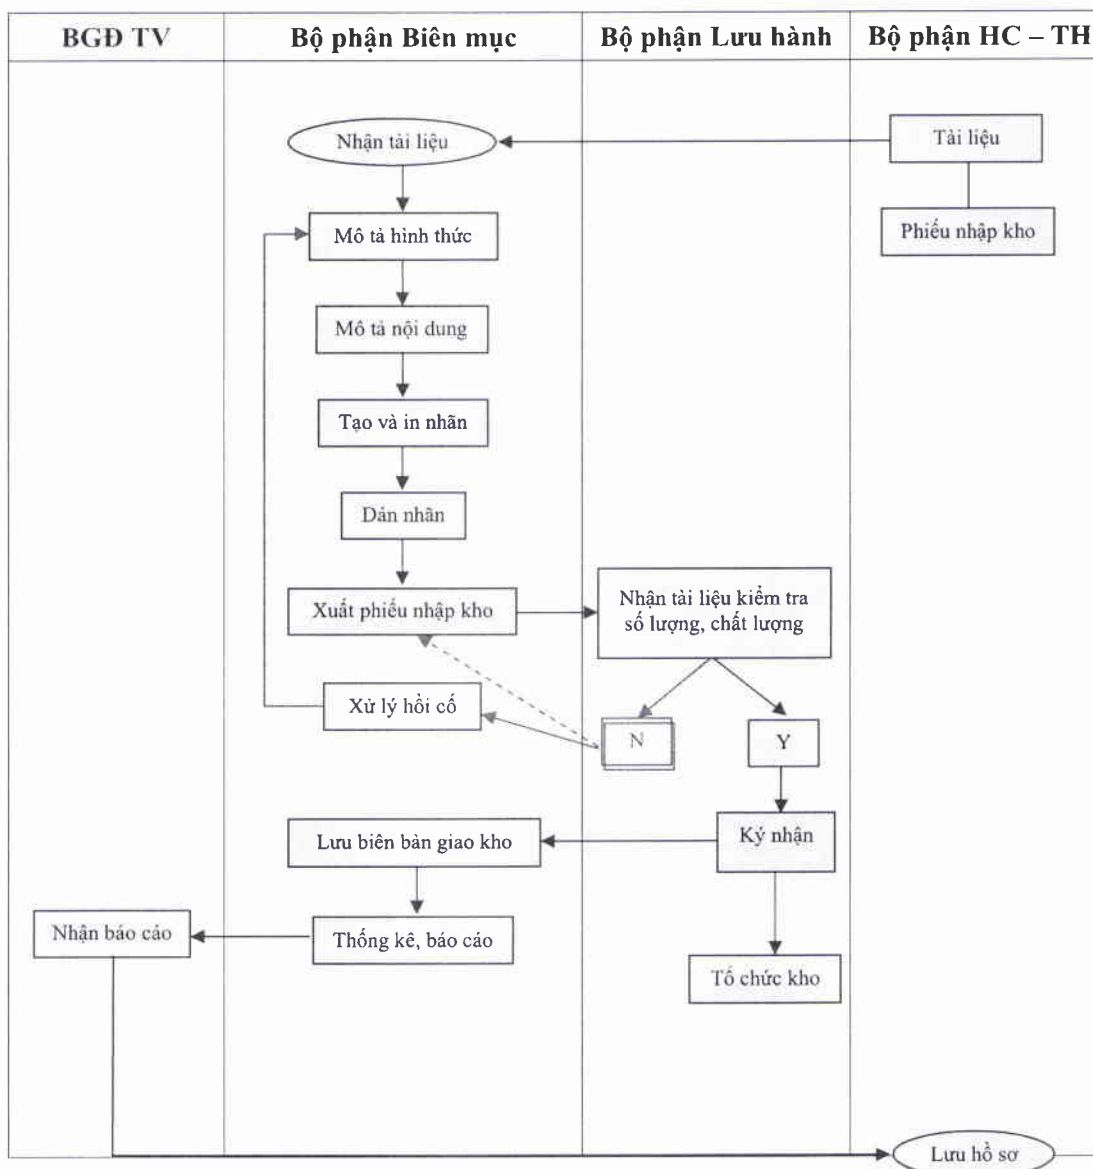 BGĐ TV
Bộ phận Biên mục
Bộ phận Lưu hành
Bộ phận HC – TH
Nhận tài liệu
Tài liệu
Mô tả hình thức
Phiếu nhập kho
Mô tả nội dung
Tạo và in nhãn
Dán nhãn
Xuất phiếu nhập kho
Nhận tài liệu kiểm tra
số lượng, chất lượng
Xử lý hồi cố
N
Y
Lưu biên bản giao kho
Ký nhận
Nhận báo cáo
Thống kê, báo cáo
Tổ chức kho
Lưu hồ sơ